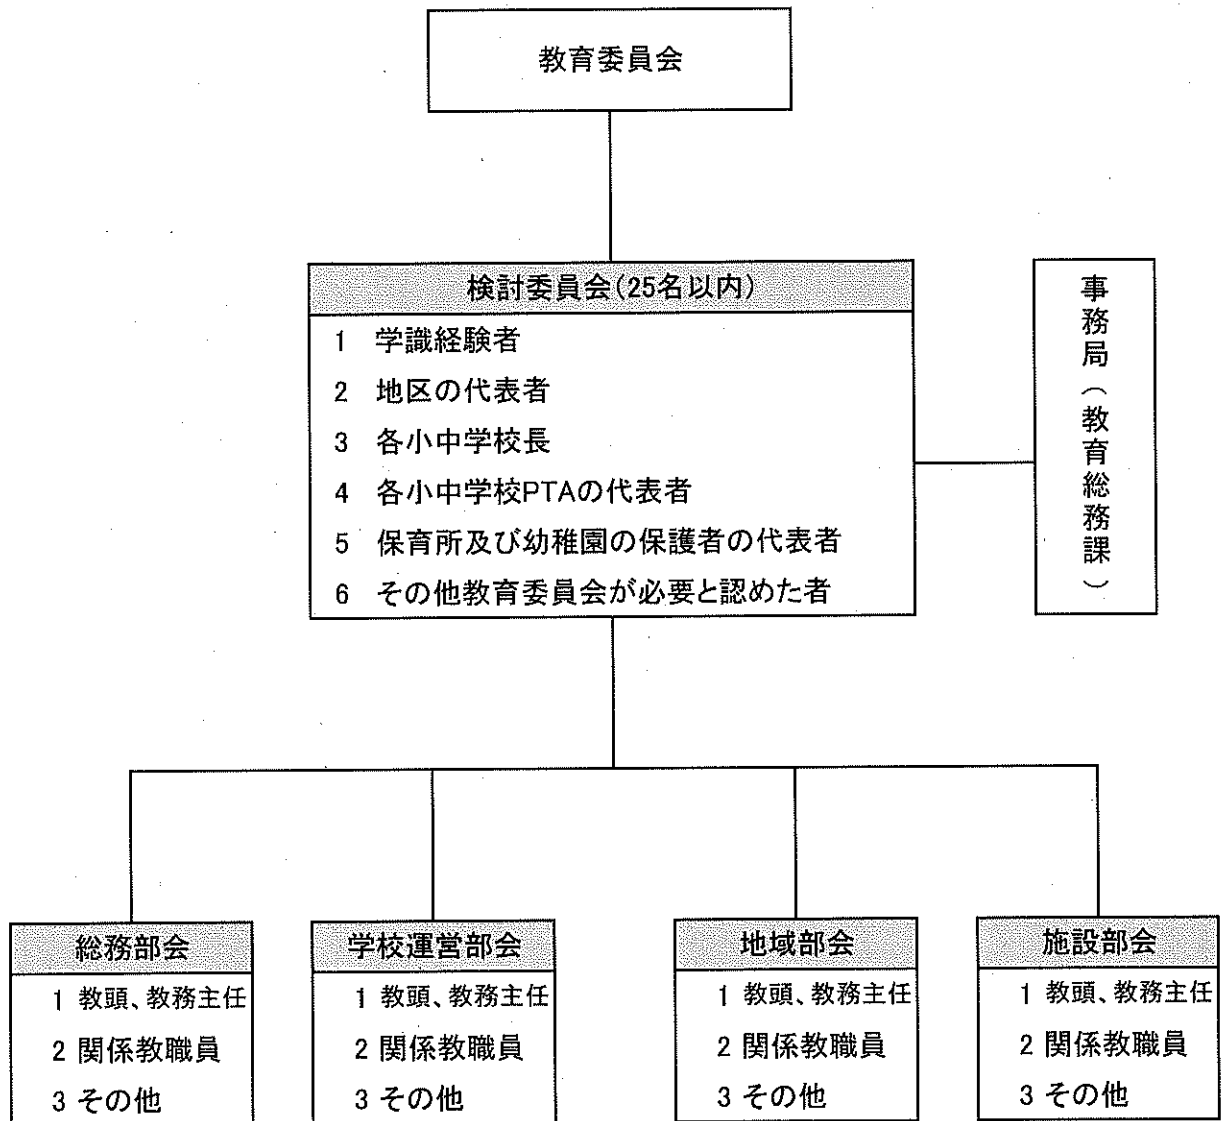 教育委員会
検討委員会(25名以内)
1 学識経験者
2 地区の代表者
3 各小中学校長
4 各小中学校PTAの代表者
5 保育所及び幼稚園の保護者の代表者
6 その他教育委員会が必要と認めた者
事務局(教育総務課)
総務部会
1 教頭、教務主任
2 関係教職員
3 その他
学校運営部会
1 教頭、教務主任
2 関係教職員
3 その他
地域部会
1 教頭、教務主任
2 関係教職員
3 その他
施設部会
1 教頭、教務主任
2 関係教職員
3 その他